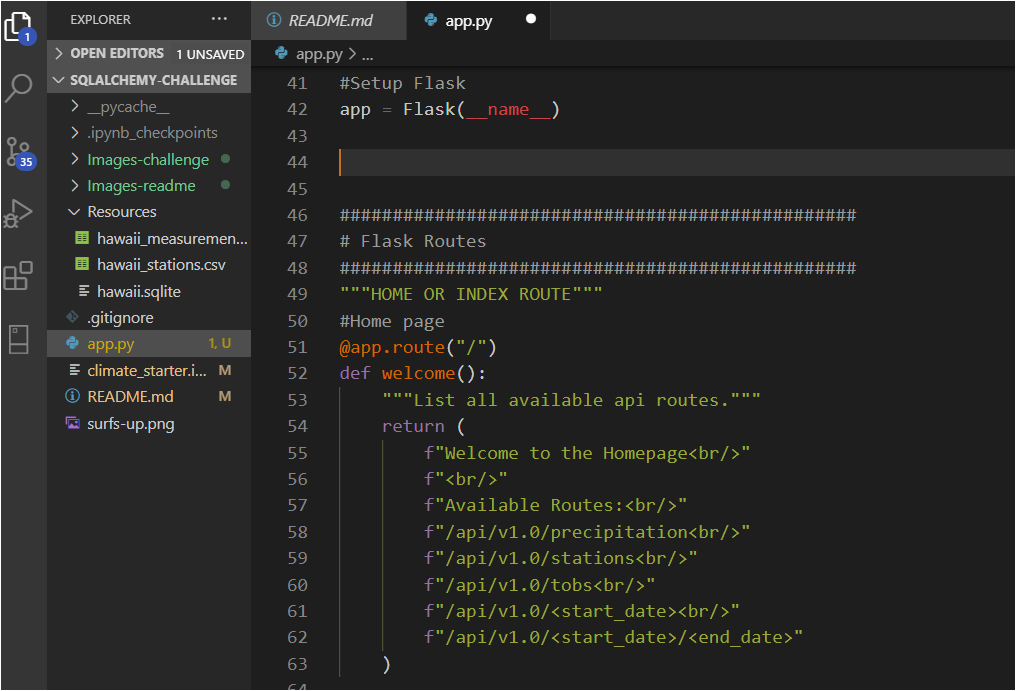 EXPLORER ...
OPEN EDITORS 1 UNSAVED
SQLALCHEMY-CHALLENGE
__pycache__
.ipynb_checkpoints
Images-challenge
Images-readme
Resources
hawaii_measuremen...
hawaii_stations.csv
hawaii.sqlite
.gitignore
app.py 1, U
climate_starter.i... M
README.md M
surfs-up.png
1
35
README.md
app.py
app.py > ...
41 #Setup Flask
42 app = Flask(__name__)
43
44
45
46 #################################################
47 # Flask Routes
48 #################################################
49 """HOME OR INDEX ROUTE"""
50 #Home page
51 @app.route("/")
52 def welcome():
53     """List all available api routes."""
54     return (
55         f"Welcome to the Homepage<br/>"
56         f"<br/>"
57         f"Available Routes:<br/>"
58         f"/api/v1.0/precipitation<br/>"
59         f"/api/v1.0/stations<br/>"
60         f"/api/v1.0/tobs<br/>"
61         f"/api/v1.0/<start_date><br/>"
62         f"/api/v1.0/<start_date>/<end_date>"
63     )
64